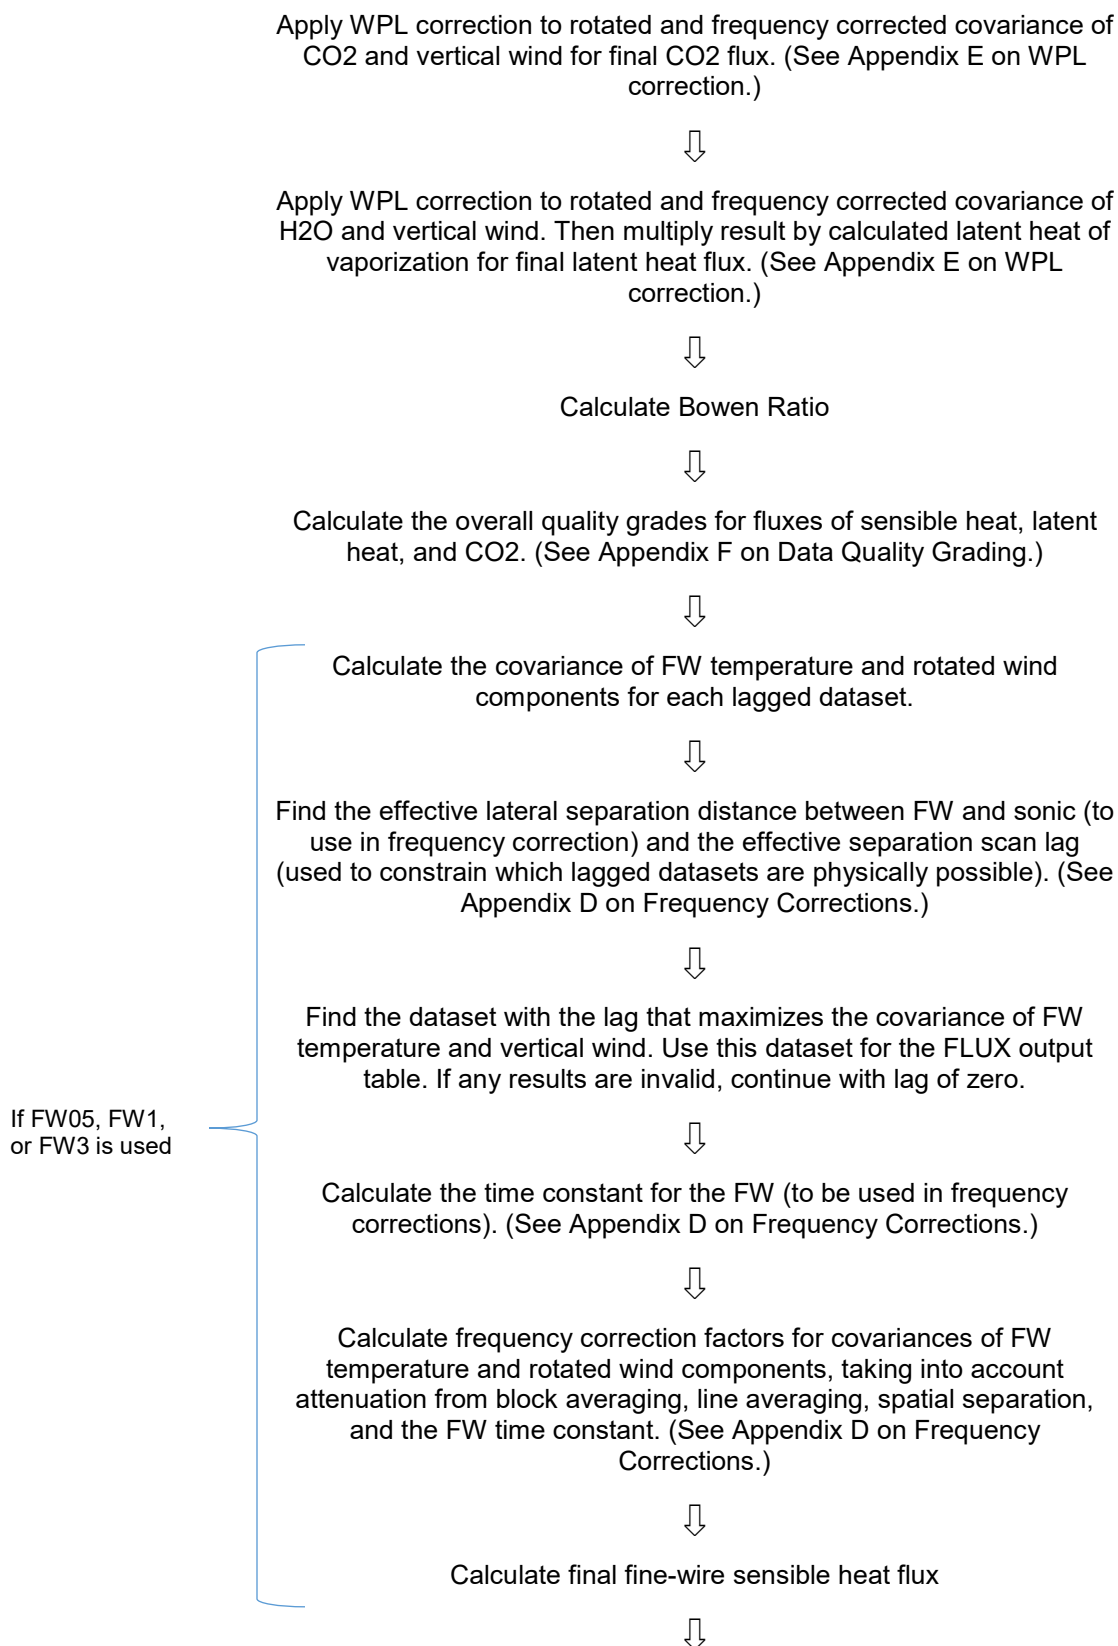 Apply WPL correction to rotated and frequency corrected covariance of
CO2 and vertical wind for final CO2 flux. (See Appendix E on WPL
correction.)
⇩
Apply WPL correction to rotated and frequency corrected covariance of
H2O and vertical wind. Then multiply result by calculated latent heat of
vaporization for final latent heat flux. (See Appendix E on WPL
correction.)
⇩
Calculate Bowen Ratio
⇩
Calculate the overall quality grades for fluxes of sensible heat, latent
heat, and CO2. (See Appendix F on Data Quality Grading.)
⇩
Calculate the covariance of FW temperature and rotated wind
components for each lagged dataset.
⇩
Find the effective lateral separation distance between FW and sonic (to
use in frequency correction) and the effective separation scan lag
(used to constrain which lagged datasets are physically possible). (See
Appendix D on Frequency Corrections.)
⇩
Find the dataset with the lag that maximizes the covariance of FW
temperature and vertical wind. Use this dataset for the FLUX output
table. If any results are invalid, continue with lag of zero.
If FW05, FW1,
or FW3 is used
⇩
Calculate the time constant for the FW (to be used in frequency
corrections). (See Appendix D on Frequency Corrections.)
⇩
Calculate frequency correction factors for covariances of FW
temperature and rotated wind components, taking into account
attenuation from block averaging, line averaging, spatial separation,
and the FW time constant. (See Appendix D on Frequency
Corrections.)
⇩
Calculate final fine-wire sensible heat flux
⇩